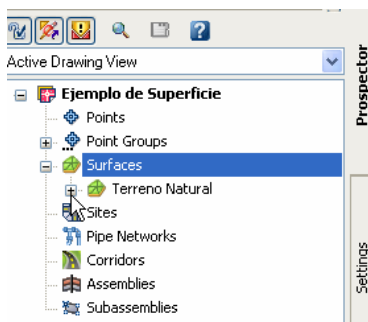 Active Drawing View
Ejemplo de Superficie
Points
Point Groups
Surfaces
Terreno Natural
Sites
Pipe Networks
Corridors
Assemblies
Subassemblies
Prospector
Settings